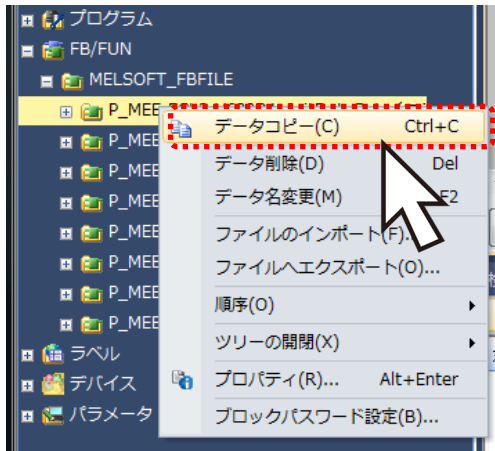 プログラム
FB/FUN
MELSOFT_FBFILE
P_MEE
データコピー(C) Ctrl+C
P_MEE
データ削除(D) Del
P_MEE
データ名変更(M) F2
P_MEE
ファイルのインポート(F)...
P_MEE
ファイルへエクスポート(O)...
P_MEE
順序(O)
P_MEE
ツリーの開閉(X)
ラベル
デバイス
プロパティ(R)... Alt+Enter
パラメータ
ブロックパスワード設定(B)...